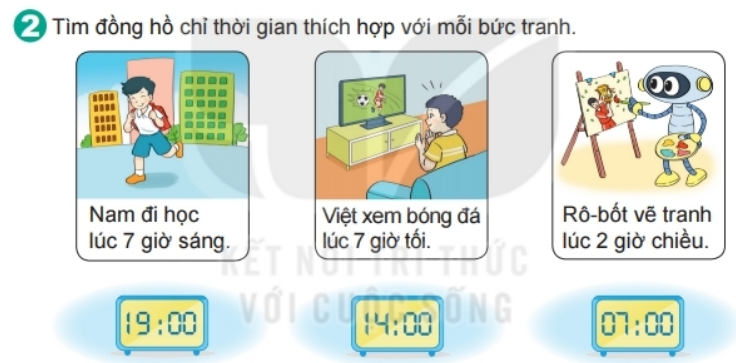 2 Tìm đồng hồ chỉ thời gian thích hợp với mỗi bức tranh.
Nam đi học
lúc 7 giờ sáng.
Việt xem bóng đá
lúc 7 giờ tối.
Rô-bốt vẽ tranh
lúc 2 giờ chiều.
KẾT NỐI TRI THỨC
VỚI CUỘC SỐNG
19:00
14:00
07:00